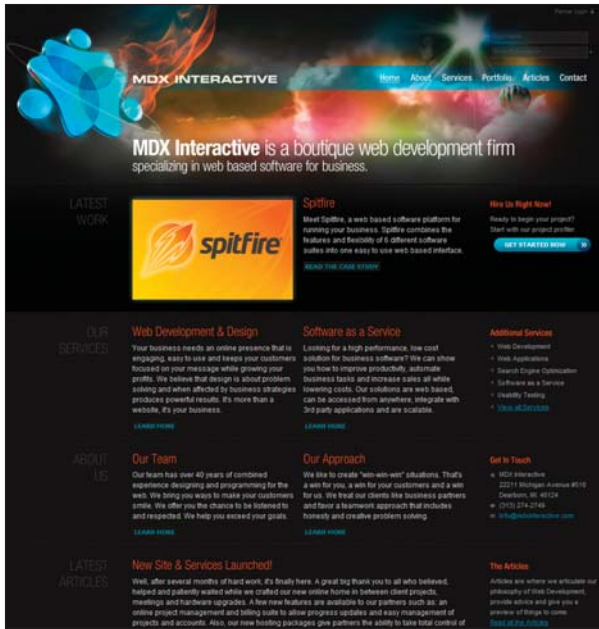 Partner Login
MDX INTERACTIVE
Home About Services Portfolio Articles Contact
MDX Interactive is a boutique web development firm
specializing in web based software for business.
LATEST
WORK
spitfire
Spitfire
Meet Spitfire, a web based software platform for
running your business. Spitfire combines the
features and flexibility of 6 different software
suites into one easy to use web based interface.
READ THE CASE STUDY
Hire Us Right Now!
Ready to begin your project?
Start with our project profiler.
GET STARTED NOW
OUR
SERVICES
Web Development & Design
Your business needs an online presence that is
engaging, easy to use and keeps your customers
focused on your message while growing your
profits. We believe that design is about problem
solving and when affected by business strategies
produces powerful results. It's more than a
website, it's your business.
LEARN MORE
Software as a Service
Looking for a high performance, low cost
solution for business software? We can show
you how to improve productivity, automate
business tasks and increase sales all while
lowering costs. Our solutions are web based,
can be accessed from anywhere, integrate with
3rd party applications and are scalable.
LEARN MORE
Additional Services
Web Development
Web Applications
Search Engine Optimization
Software as a Service
Usability Testing
View all Services
ABOUT
US
Our Team
Our team has over 40 years of combined
experience designing and programming for the
web. We bring you ways to make your customers
smile. We offer you the chance to be listened to
and respected. We help you exceed your goals.
LEARN MORE
Our Approach
We like to create "win-win-win" situations. That's
a win for you, a win for your customers and a win
for us. We treat our clients like business partners
and favor a teamwork approach that includes
honesty and creative problem solving
LEARN MORE
Get In Touch
MDX Interactive
22211 Michigan Avenue #510
Dearborn, MI. 48124
(313) 274-2749
info@mdxinteractive.com
LATEST
ARTICLES
New Site & Services Launched!
Well, after several months of hard work, it's finally here. A great big thank you to all who believed,
helped and patiently waited while we crafted our new online home in between client projects,
meetings and hardware upgrades. A few new features are available to our partners such as: an
online project management and billing suite to allow progress updates and easy management of
projects and accounts. Also, our new hosting packages give partners the ability to take total control of
The Articles
Articles are where we articulate our
philosophy of Web Development,
provide advice and give you a
preview of things to come.
Read all the Articles